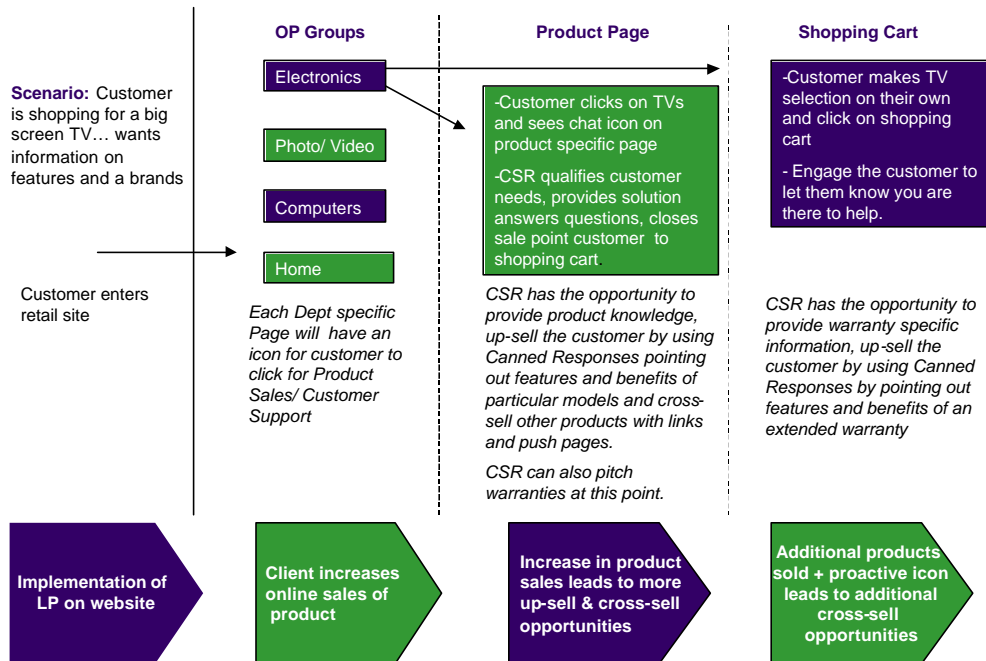 Scenario: Customer
is shopping for a big
screen TV… wants
information on
features and a brands
Customer enters
retail site
OP Groups
Electronics
Photo/ Video
Computers
Home
Each Dept specific
Page will  have an
icon for customer to
click for Product
Sales/ Customer
Support
Product Page
-Customer clicks on TVs
and sees chat icon on
product specific page
-CSR qualifies customer
needs, provides solution
answers questions, closes
sale point customer  to
shopping cart.
CSR has the opportunity to
provide product knowledge,
up-sell the customer by using
Canned Responses pointing
out features and benefits of
particular models and cross-
sell other products with links
and push pages.
CSR can also pitch
warranties at this point.
Shopping Cart
-Customer makes TV
selection on their own
and click on shopping
cart
- Engage the customer to
let them know you are
there to help.
CSR has the opportunity to
provide warranty specific
information, up-sell the
customer by using Canned
Responses by pointing out
features and benefits of an
extended warranty
Implementation of
LP on website
Client increases
online sales of
product
Increase in product
sales leads to more
up-sell & cross-sell
opportunities
Additional products
sold + proactive icon
leads to additional
cross-sell
opportunities